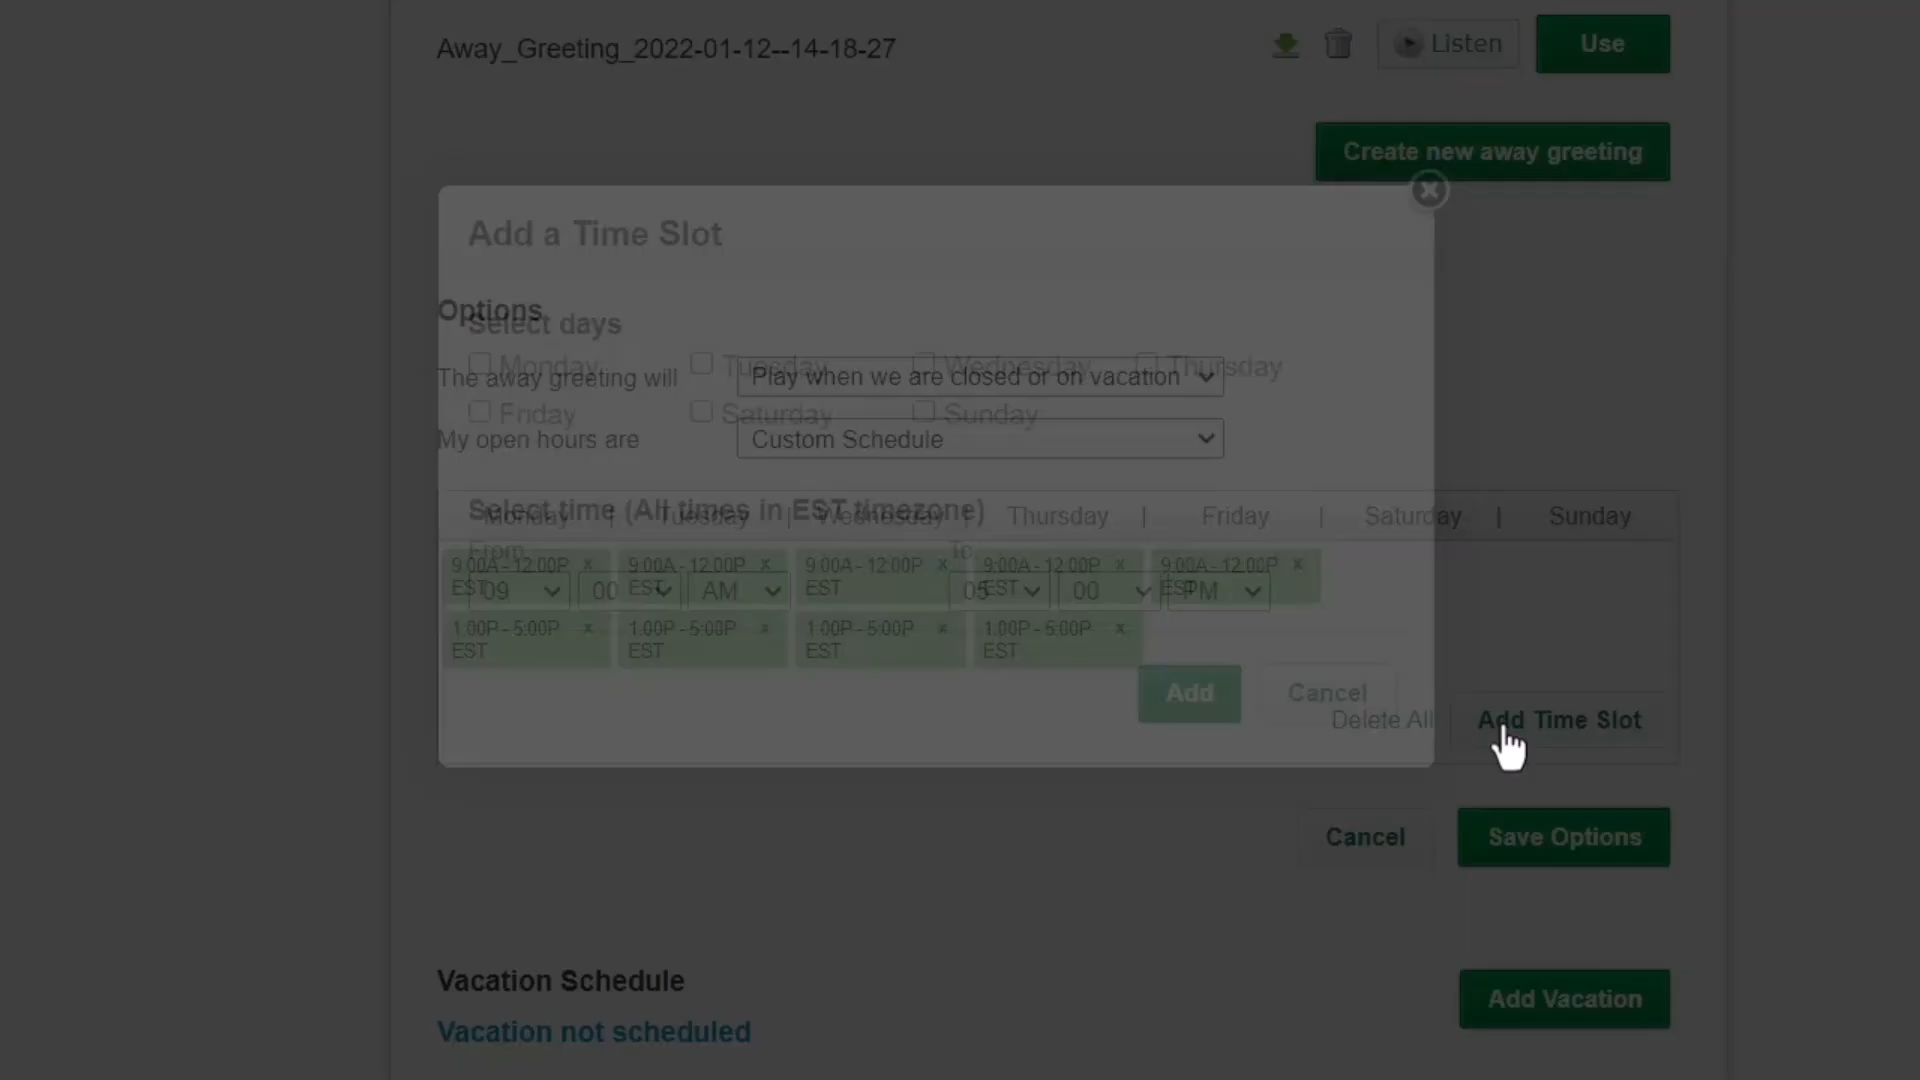 Away_Greeting_2022-01-12--14-18-27
Listen
Use
Create new away greeting
Add a Time Slot
Options
Select days
Monday Tuesday Wednesday Thursday
The away greeting will Play when we are closed or on vacation
Friday Saturday Sunday
My open hours are Custom Schedule
Select time (All times in EST timezone)
Monday | Tuesday | Wednesday | Thursday | Friday | Saturday | Sunday
From To
9:00A - 12:00P x 9:00A - 12:00P x 9:00A - 12:00P x 9:00A - 12:00P x 9:00A - 12:00P x
EST EST EST EST EST
09 00 AM 05 00 PM
1:00P - 5:00P x 1:00P - 5:00P x 1:00P - 5:00P x 1:00P - 5:00P x
EST EST EST EST
Add Cancel
Delete All Add Time Slot
Cancel Save Options
Vacation Schedule
Add Vacation
Vacation not scheduled